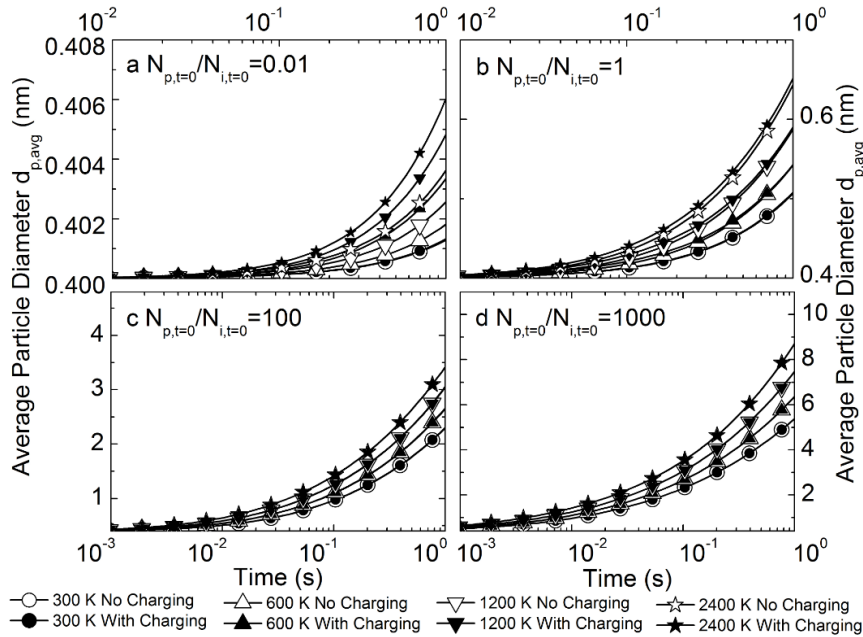 10⁻² 10⁻¹ 10⁰ 10⁻² 10⁻¹ 10⁰
a N_{p,t=0}/N_{i,t=0}=0.01
b N_{p,t=0}/N_{i,t=0}=1
0.408
0.406
0.404
0.402
0.400
0.6
0.4
Average Particle Diameter d_{p,avg} (nm)
Average Particle Diameter d_{p,avg} (nm)
c N_{p,t=0}/N_{i,t=0}=100
d N_{p,t=0}/N_{i,t=0}=1000
4
3
2
1
10
8
6
4
2
10⁻³ 10⁻² 10⁻¹ 10⁰ 10⁻³ 10⁻² 10⁻¹ 10⁰
Time (s) Time (s)
300 K No Charging 600 K No Charging 1200 K No Charging 2400 K No Charging
300 K With Charging 600 K With Charging 1200 K With Charging 2400 K With Charging